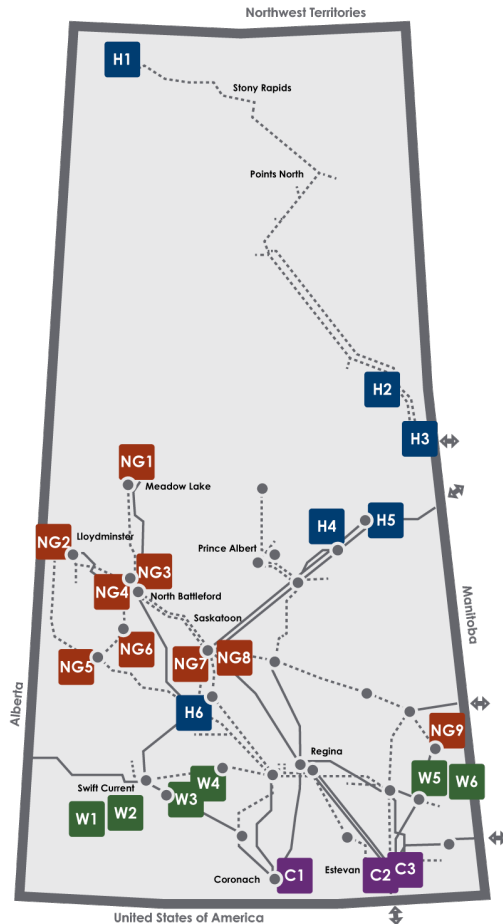 Northwest Territories
H1
Stony Rapids
Points North
H2
H3
NG1
Meadow Lake
H4
H5
NG2
Lloydminster
Prince Albert
NG3
NG4
North Battleford
Manitoba
Saskatoon
NG6
NG5
NG7
NG8
Alberta
H6
NG9
Regina
W5
W6
Swift Current
W4
W3
W1
W2
Coronach
C1
Estevan
C2
C3
United States of America